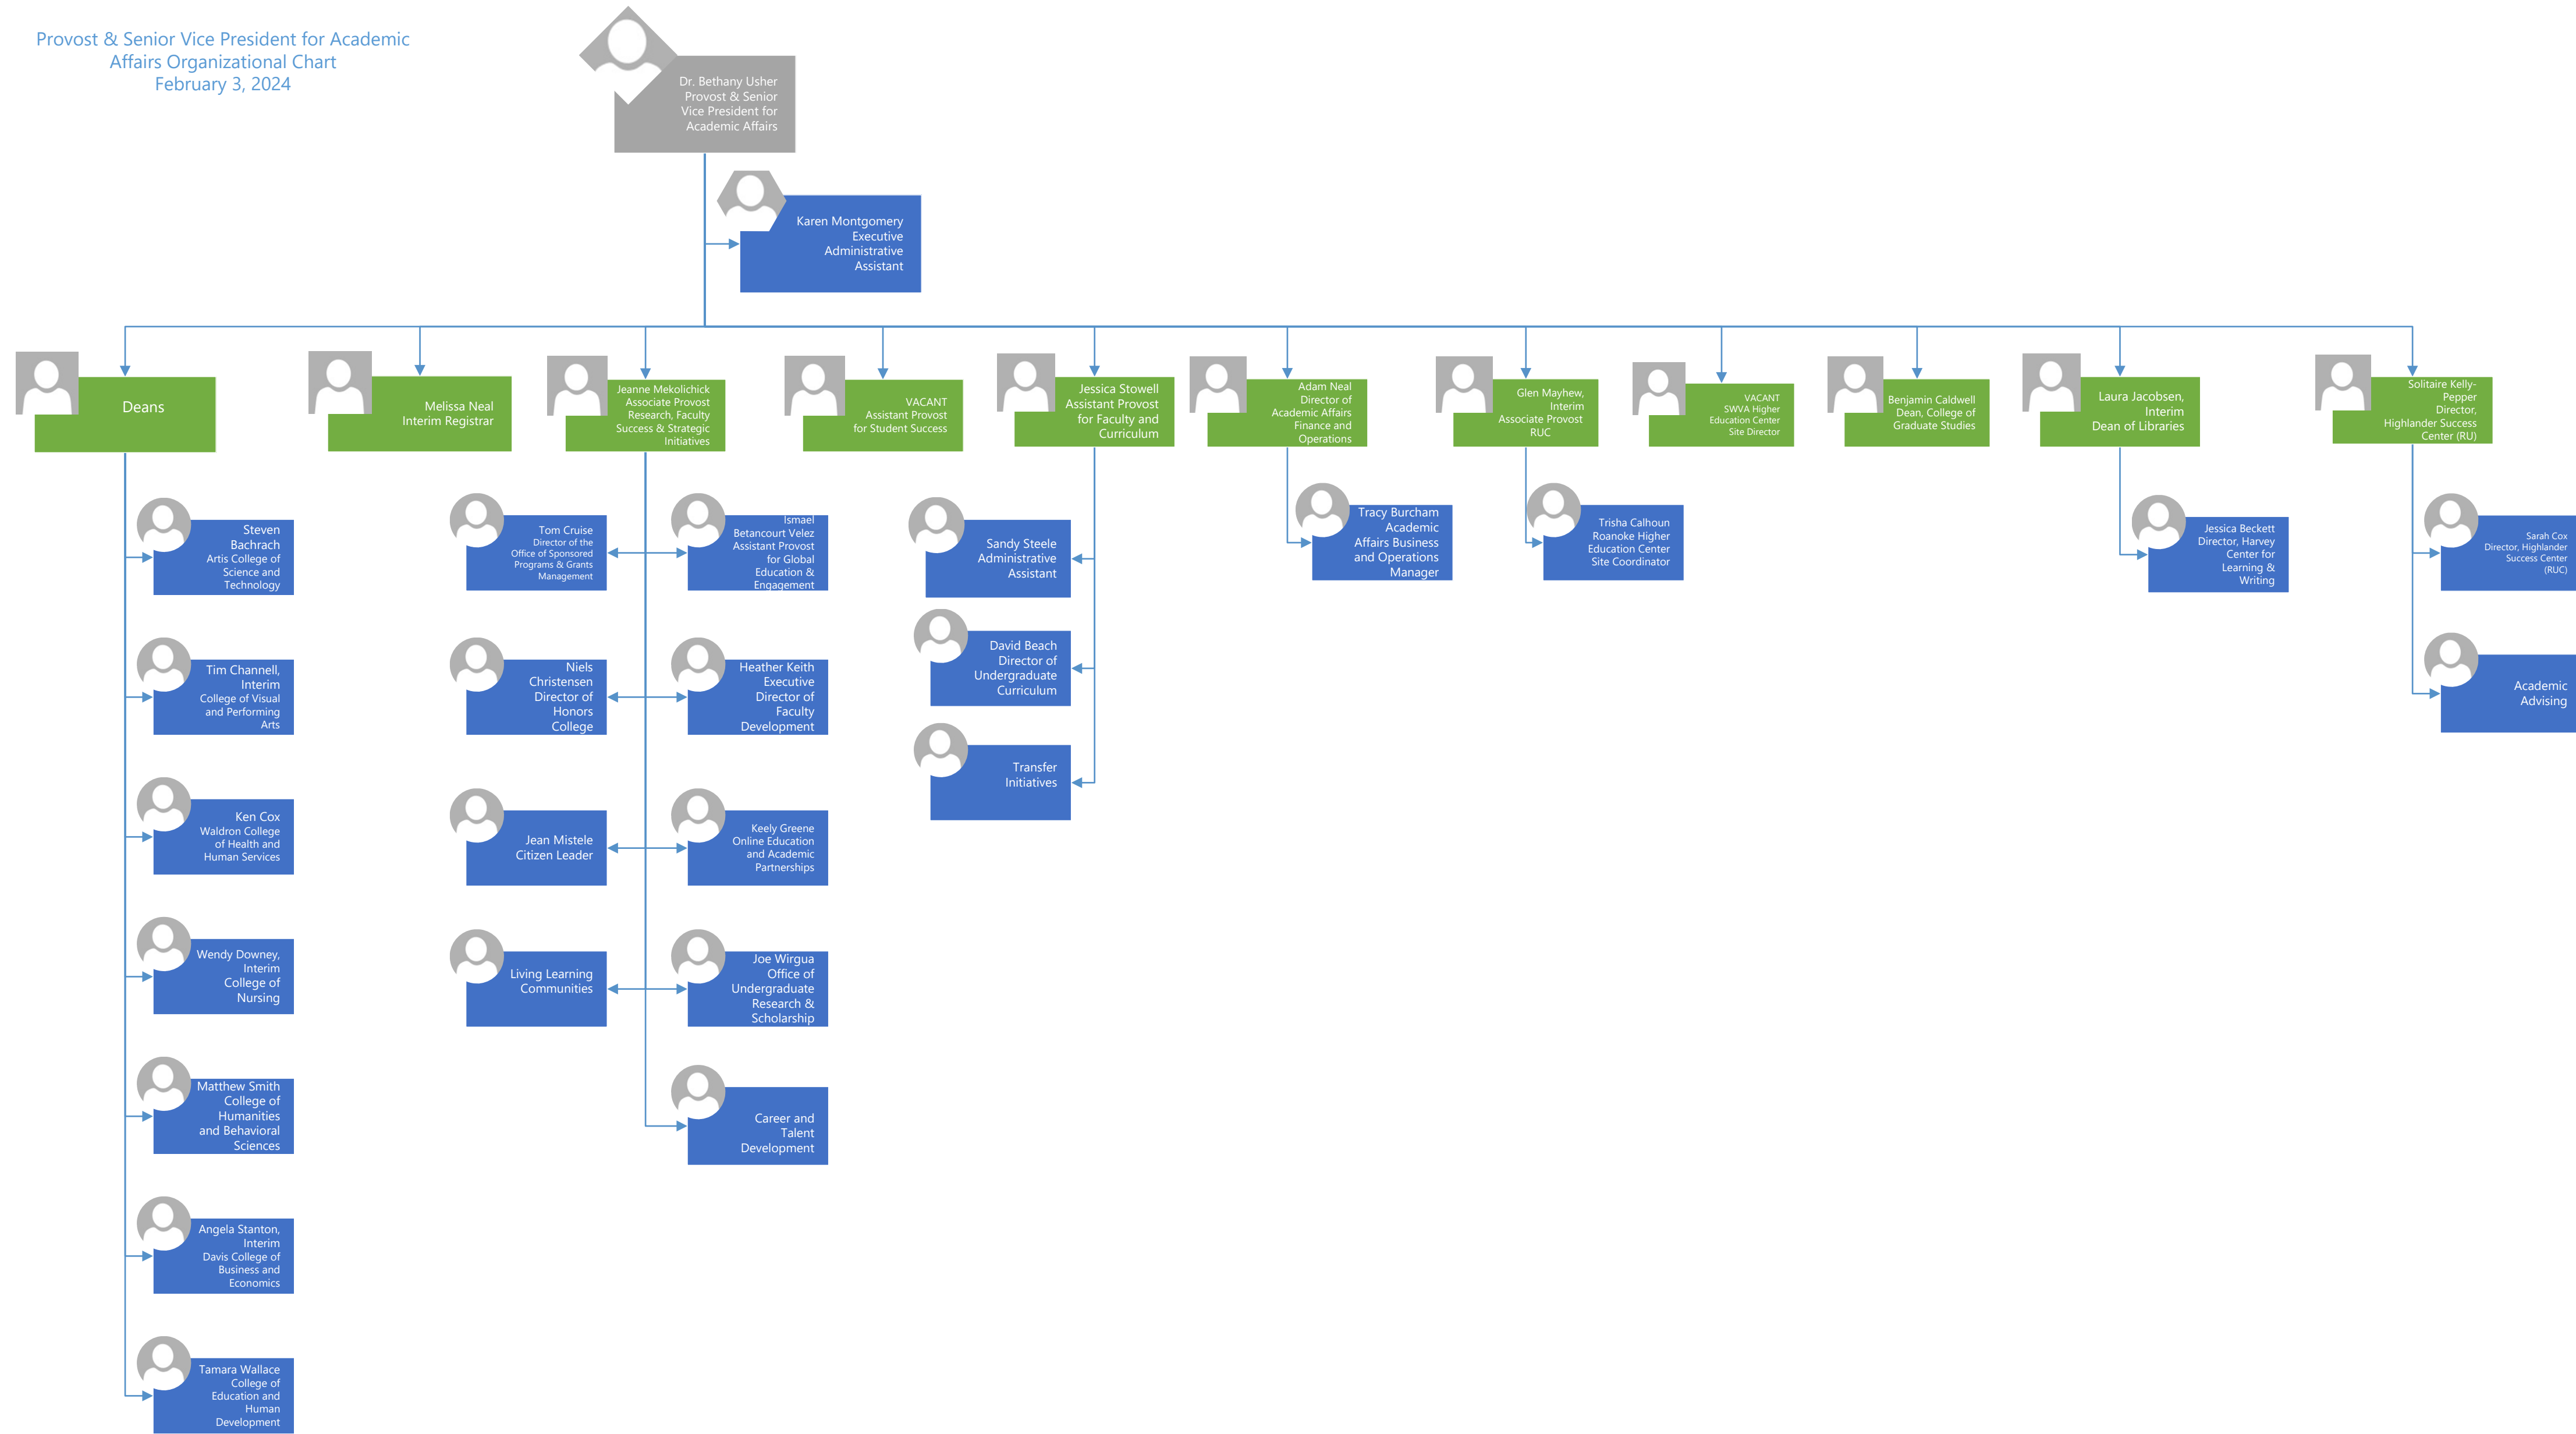 Provost & Senior Vice President for Academic
Affairs Organizational Chart
February 3, 2024
Dr. Bethany Usher
Provost & Senior
Vice President for
Academic Affairs
Karen Montgomery
Executive
Administrative
Assistant
Deans
Melissa Neal
Interim Registrar
Jeanne Mekolichick
Associate Provost
Research, Faculty
Success & Strategic
Initiatives
VACANT
Assistant Provost
for Student Success
Jessica Stowell
Assistant Provost
for Faculty and
Curriculum
Adam Neal
Director of
Academic Affairs
Finance and
Operations
Glen Mayhew,
Interim
Associate Provost
RUC
VACANT
SWVA Higher
Education Center
Site Director
Benjamin Caldwell
Dean, College of
Graduate Studies
Laura Jacobsen,
Interim
Dean of Libraries
Solitaire Kelly-
Pepper
Director,
Highlander Success
Center (RU)
Steven
Bachrach
Artis College of
Science and
Technology
Tim Channell,
Interim
College of Visual
and Performing
Arts
Ken Cox
Waldron College
of Health and
Human Services
Wendy Downey,
Interim
College of
Nursing
Matthew Smith
College of
Humanities
and Behavioral
Sciences
Angela Stanton,
Interim
Davis College of
Business and
Economics
Tamara Wallace
College of
Education and
Human
Development
Tom Cruise
Director of the
Office of Sponsored
Programs & Grants
Management
Ismael
Betancourt Velez
Assistant Provost
for Global
Education &
Engagement
Niels
Christensen
Director of
Honors
College
Heather Keith
Executive
Director of
Faculty
Development
Jean Mistele
Citizen Leader
Keely Greene
Online Education
and Academic
Partnerships
Living Learning
Communities
Joe Wirgua
Office of
Undergraduate
Research &
Scholarship
Career and
Talent
Development
Sandy Steele
Administrative
Assistant
David Beach
Director of
Undergraduate
Curriculum
Transfer
Initiatives
Tracy Burcham
Academic
Affairs Business
and Operations
Manager
Trisha Calhoun
Roanoke Higher
Education Center
Site Coordinator
Jessica Beckett
Director, Harvey
Center for
Learning &
Writing
Sarah Cox
Director, Highlander
Success Center
(RUC)
Academic
Advising